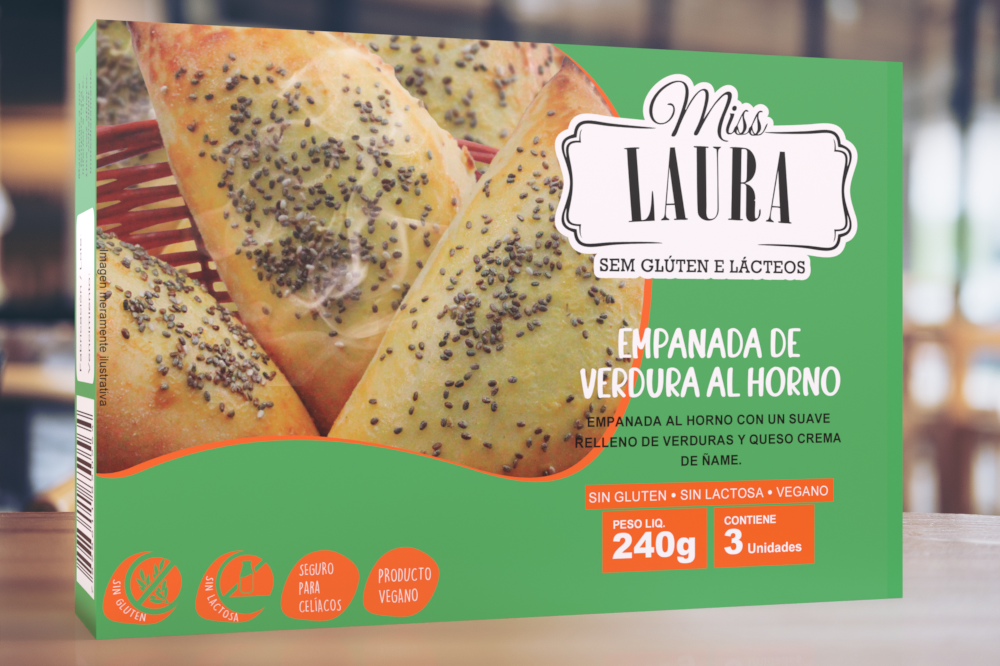 Miss
LAURA
SEM GLÚTEN E LÁCTEOS
EMPANADA DE
VERDURA AL HORNO
EMPANADA AL HORNO CON UN SUAVE
RELLENO DE VERDURAS Y QUESO CREMA
DE ÑAME.
SIN GLUTEN • SIN LACTOSA • VEGANO
PESO LIQ.
240g
CONTIENE
3 Unidades
Imagen meramente ilustrativa
SIN GLUTEN
SIN LACTOSA
SEGURO
PARA
CELÍACOS
PRODUCTO
VEGANO